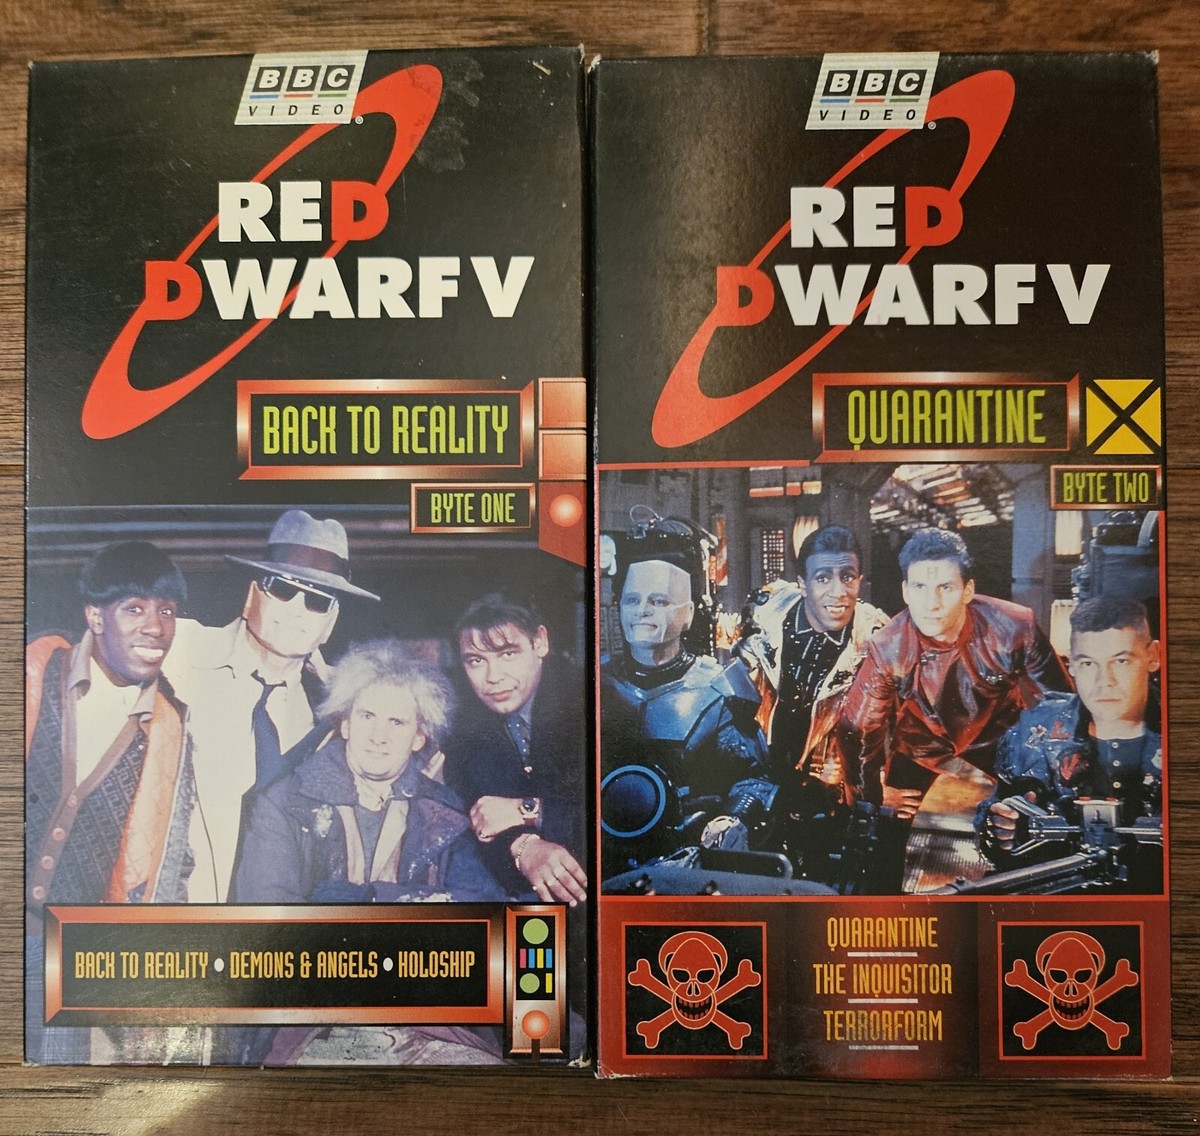 BBC
VIDEO
RED
DWARF V
BACK TO REALITY
BYTE ONE
BACK TO REALITY • DEMONS & ANGELS • HOLOSHIP
BBC
VIDEO
RED
DWARF V
QUARANTINE
BYTE TWO
H
QUARANTINE
THE INQUISITOR
TERRORFORM